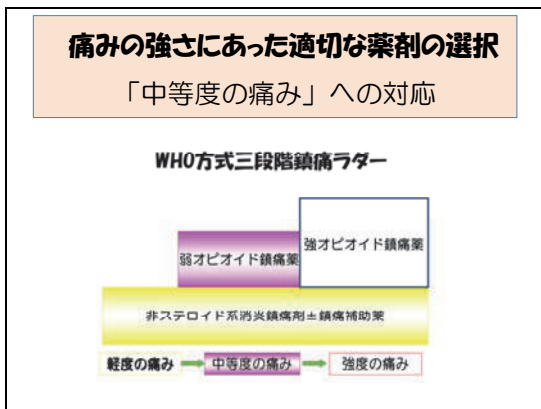 痛みの強さにあった適切な薬剤の選択
「中等度の痛み」への対応
WHO方式三段階鎮痛ラダー
強オピオイド鎮痛薬
弱オピオイド鎮痛薬
非ステロイド系消炎鎮痛剤±鎮痛補助薬
軽度の痛み 中等度の痛み 強度の痛み